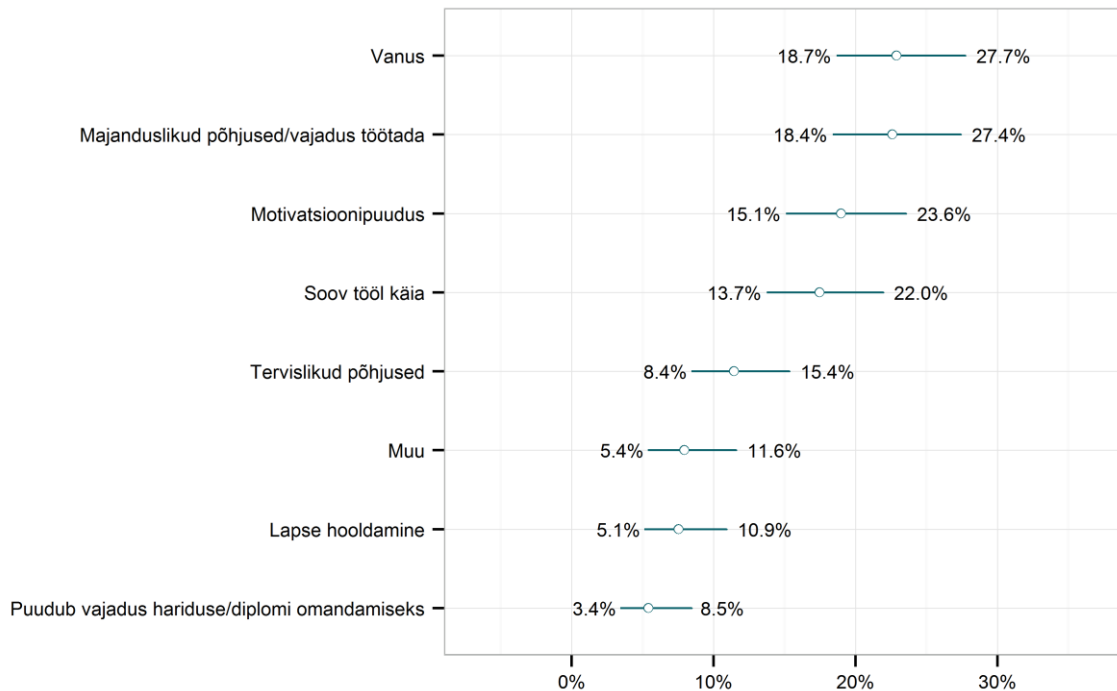 Vanus 18.7% 27.7%
Majanduslikud põhjused/vajadus töötada 18.4% 27.4%
Motivatsioonipuudus 15.1% 23.6%
Soov tööl käia 13.7% 22.0%
Tervislikud põhjused 8.4% 15.4%
Muu 5.4% 11.6%
Lapse hooldamine 5.1% 10.9%
Puudub vajadus hariduse/diplomi omandamiseks 3.4% 8.5%
0% 10% 20% 30%